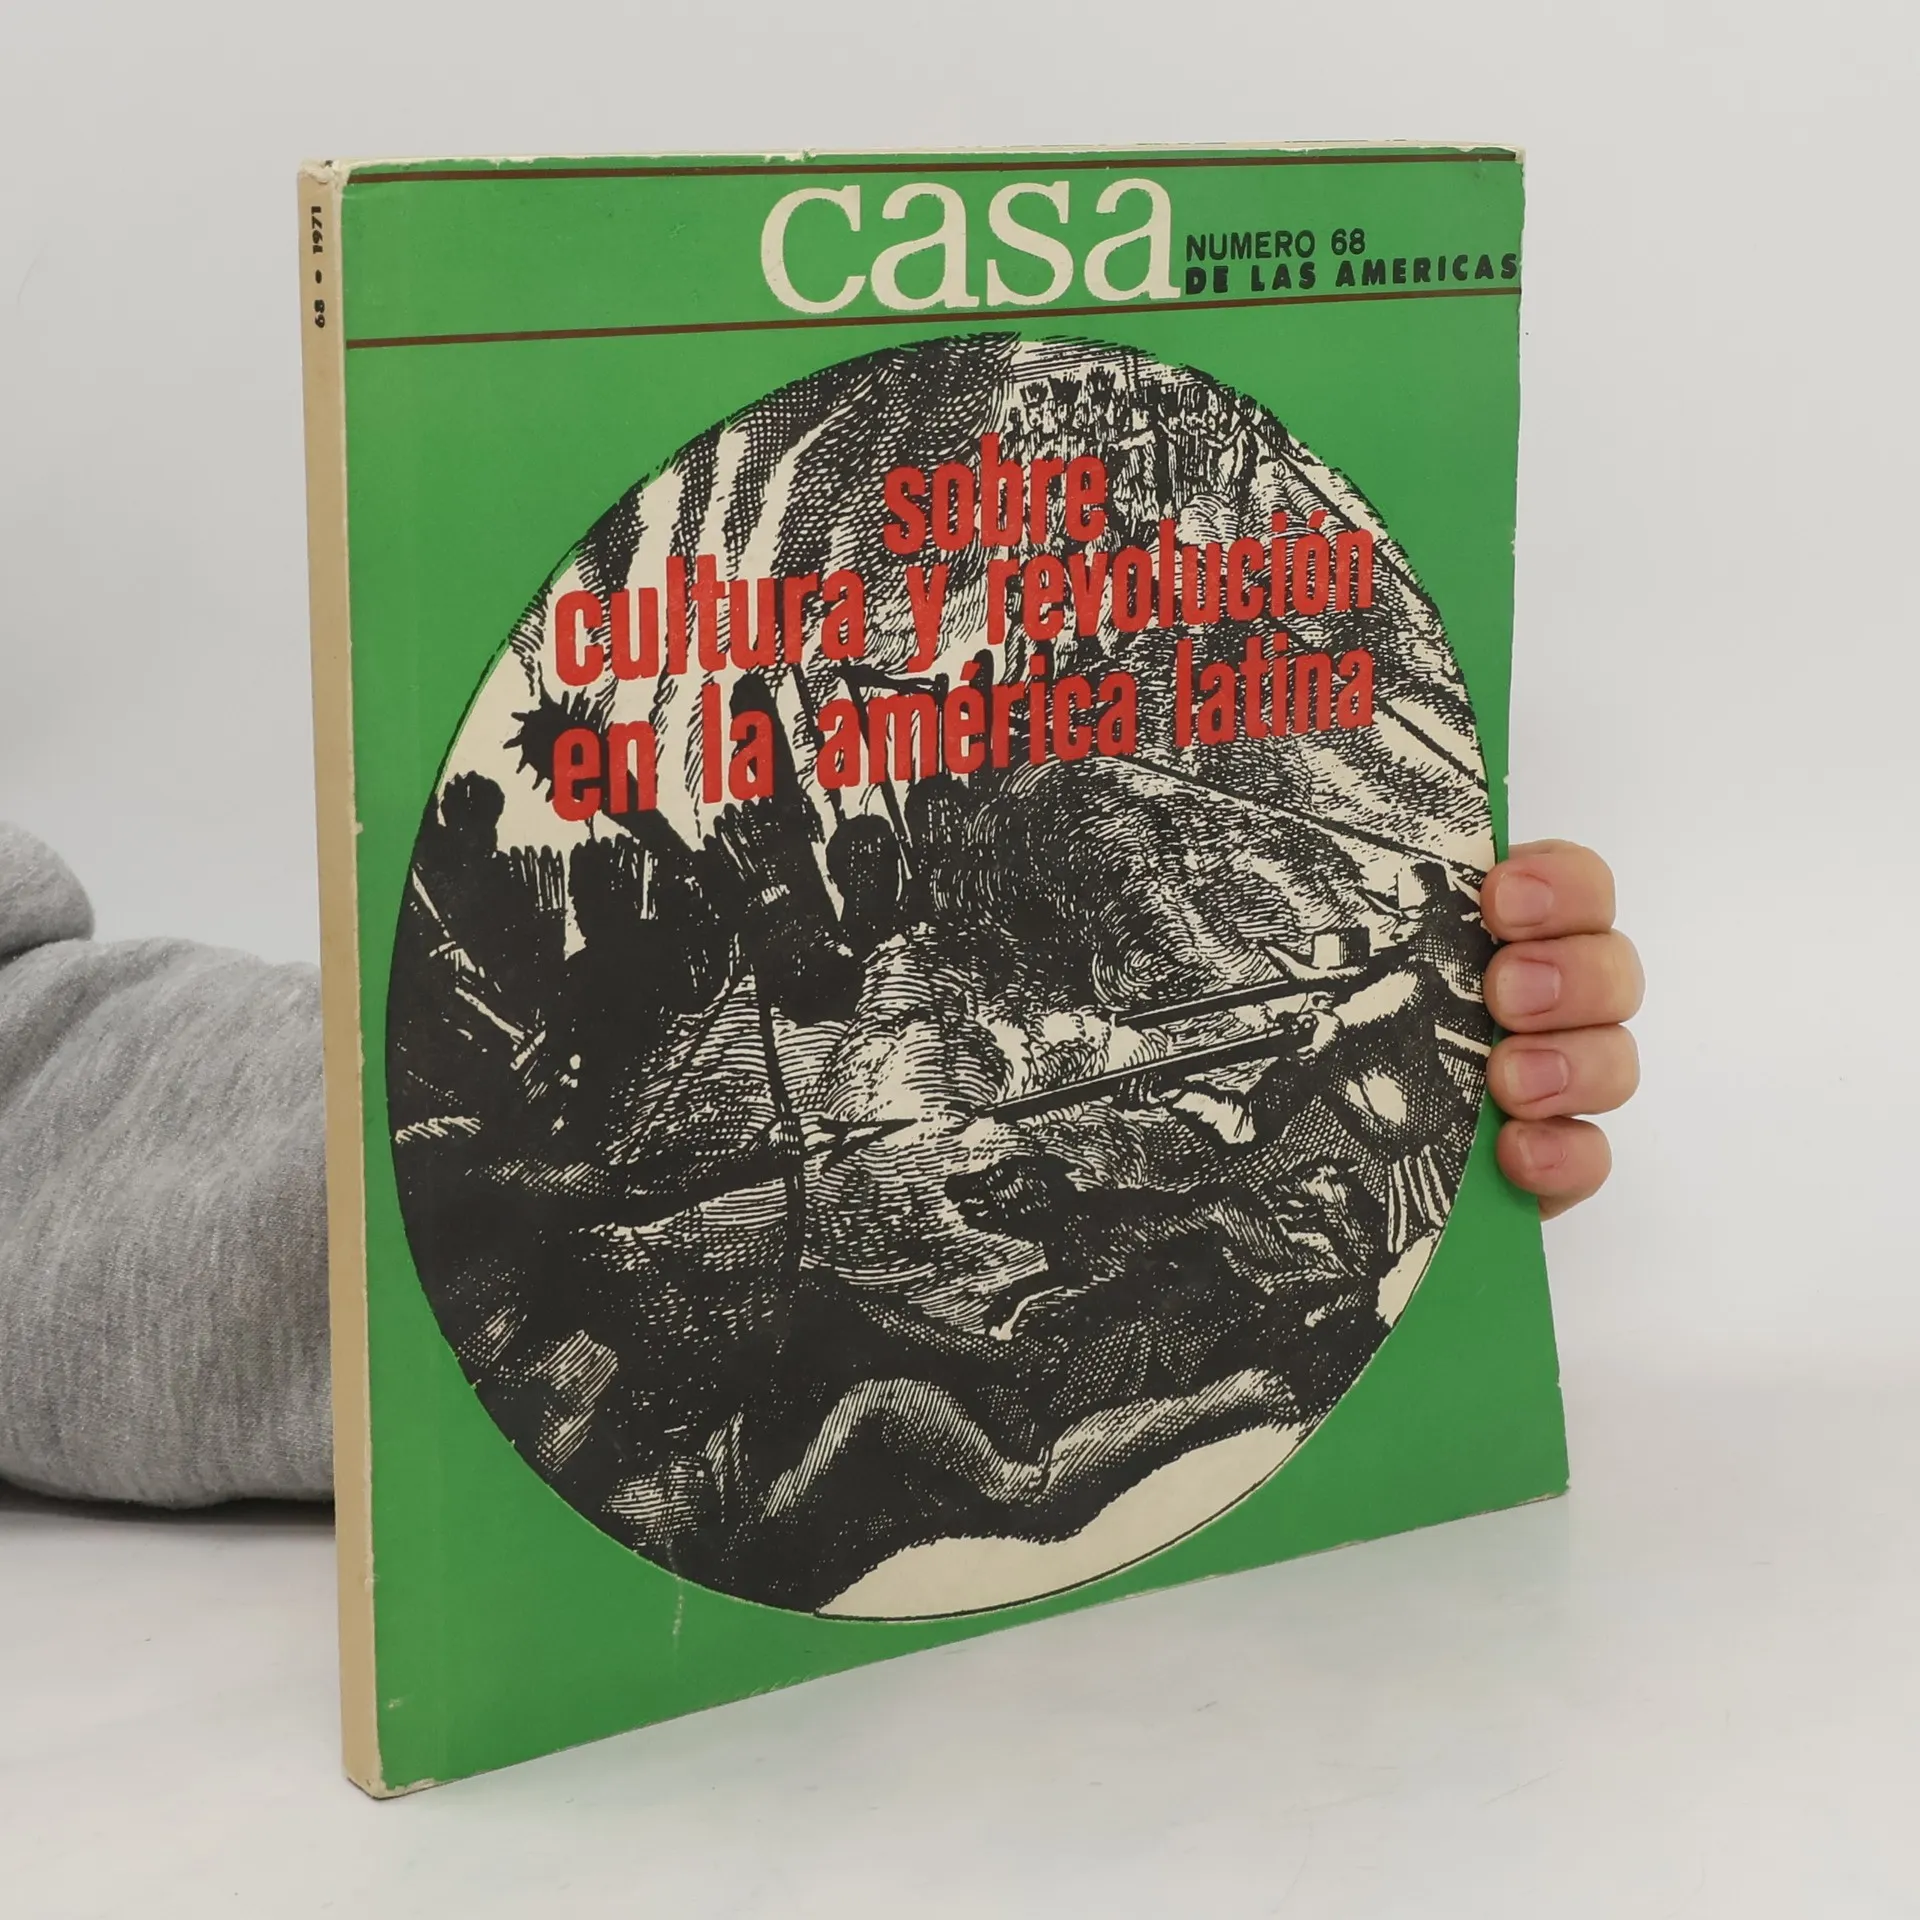 1971 • 68
casa
NUMERO 68
DE LAS AMERICAS
sobre
cultura y revolución
en la américa latina